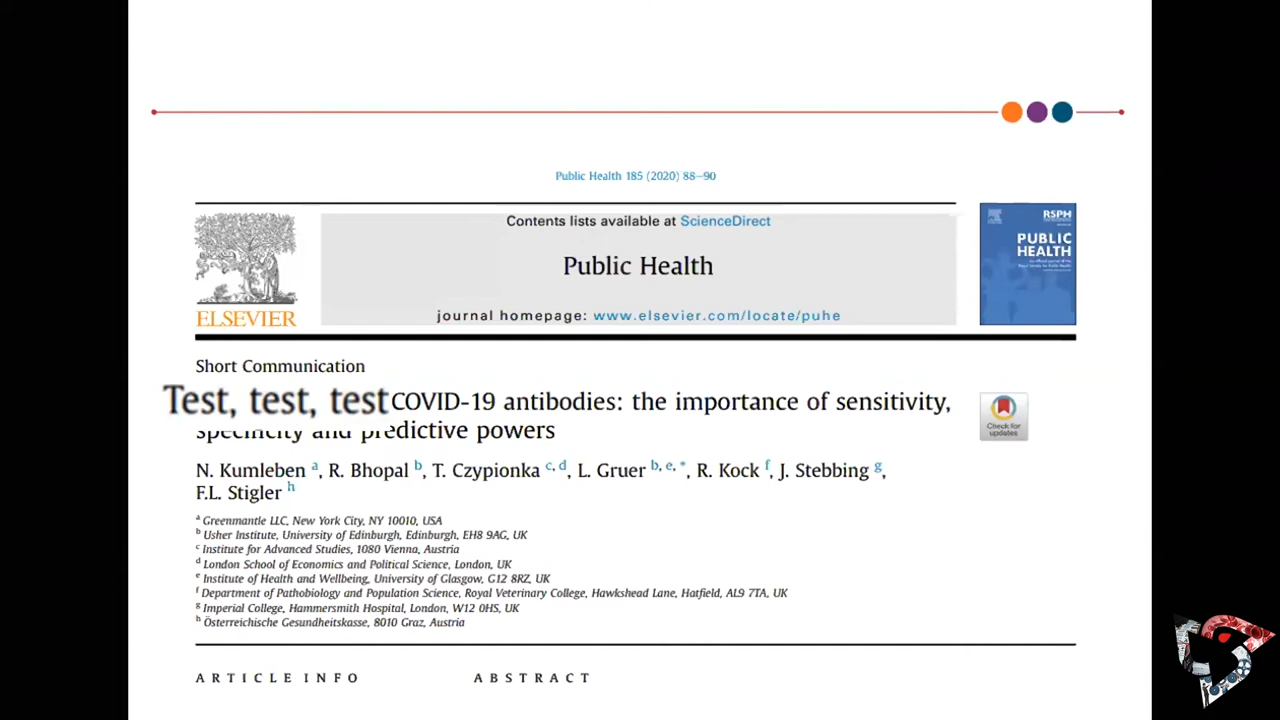 Public Health 185 (2020) 88–90
Contents lists available at ScienceDirect
Public Health
journal homepage: www.elsevier.com/locate/puhe
ELSEVIER
RSPH
PUBLIC
HEALTH
Short Communication
Test, test, test COVID-19 antibodies: the importance of sensitivity,
specificity and predictive powers
Check for
updates
N. Kumleben a, R. Bhopal b, T. Czypionka c, d, L. Gruer b, e, *, R. Kock f, J. Stebbing g,
F.L. Stigler h
a Greenmantle LLC, New York City, NY 10010, USA
b Usher Institute, University of Edinburgh, Edinburgh, EH8 9AG, UK
c Institute for Advanced Studies, 1080 Vienna, Austria
d London School of Economics and Political Science, London, UK
e Institute of Health and Wellbeing, University of Glasgow, G12 8RZ, UK
f Department of Pathobiology and Population Science, Royal Veterinary College, Hawkshead Lane, Hatfield, AL9 7TA, UK
g Imperial College, Hammersmith Hospital, London, W12 0HS, UK
h Österreichische Gesundheitskasse, 8010 Graz, Austria
ARTICLE INFO
ABSTRACT